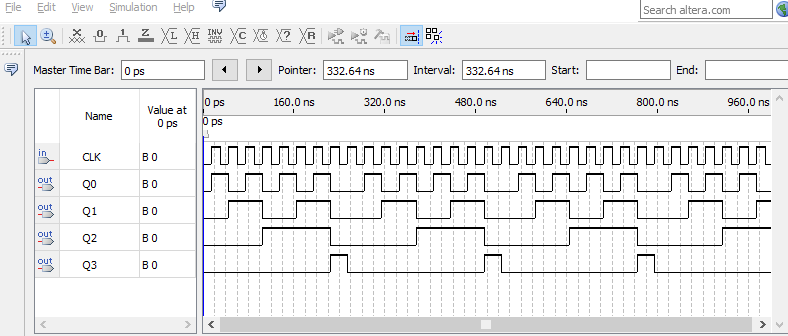 File Edit View Simulation Help Search altera.com
Master Time Bar: 0 ps Pointer: 332.64 ns Interval: 332.64 ns Start: End:
Name Value at 0 ps 0 ps 160.0 ns 320.0 ns 480.0 ns 640.0 ns 800.0 ns 960.0 ns
0 ps
in CLK B 0
out Q0 B 0
out Q1 B 0
out Q2 B 0
out Q3 B 0